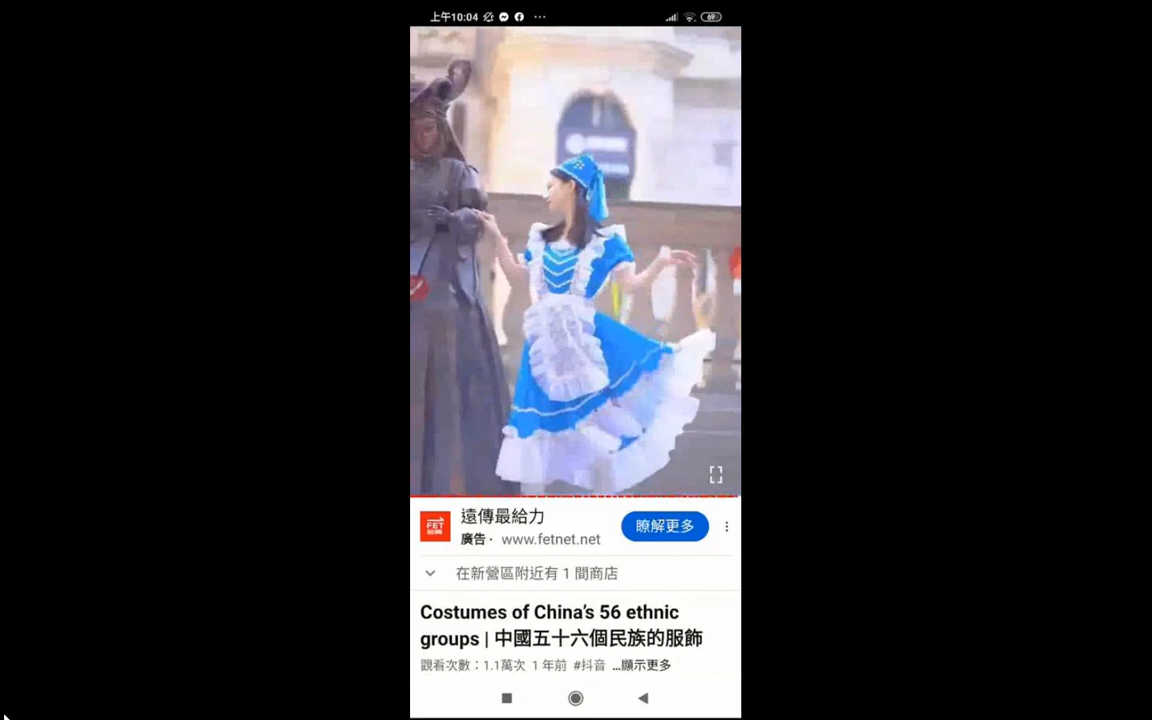 上午10:04
69
FET
遠傳最給力
廣告· www.fetnet.net
瞭解更多
在新營區附近有 1 間商店
Costumes of China’s 56 ethnic
groups | 中國五十六個民族的服飾
觀看次數：1.1萬次 1 年前 #抖音 ...顯示更多